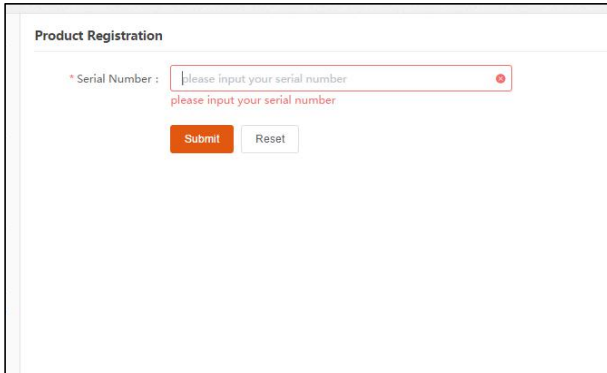 Product Registration
* Serial Number :
please input your serial number
please input your serial number
Submit
Reset